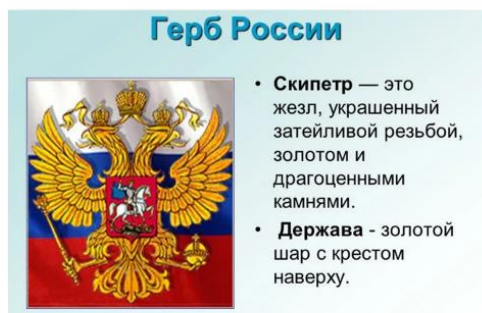 Герб России
• Скипетр — это
жезл, украшенный
затейливой резьбой,
золотом и
драгоценными
камнями.
• Держава - золотой
шар с крестом
наверху.